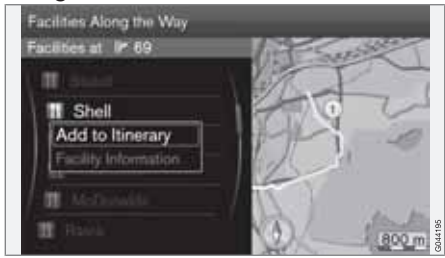 Facilities Along the Way
Facilities at 69
Shell
Add to Itinerary
Facility Information
McDonalds
800 m
G044195